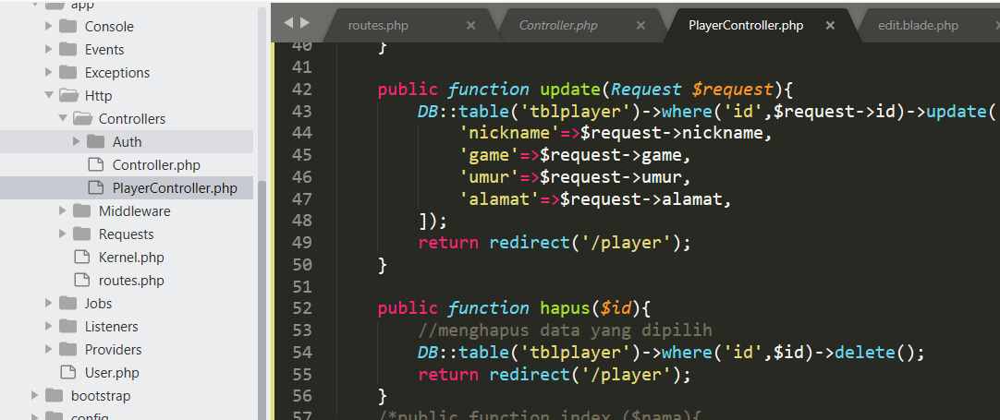 app
Console
Events
Exceptions
Http
Controllers
Auth
Controller.php
PlayerController.php
Middleware
Requests
Kernel.php
routes.php
Jobs
Listeners
Providers
User.php
bootstrap
config
routes.php × Controller.php × PlayerController.php × edit.blade.php
40 }
41
42 public function update(Request $request){
43 DB::table('tblplayer')->where('id',$request->id)->update(
44 'nickname'=>$request->nickname,
45 'game'=>$request->game,
46 'umur'=>$request->umur,
47 'alamat'=>$request->alamat,
48 ]);
49 return redirect('/player');
50 }
51
52 public function hapus($id){
53 //menghapus data yang dipilih
54 DB::table('tblplayer')->where('id',$id)->delete();
55 return redirect('/player');
56 }
57 /*public function index ($nama){